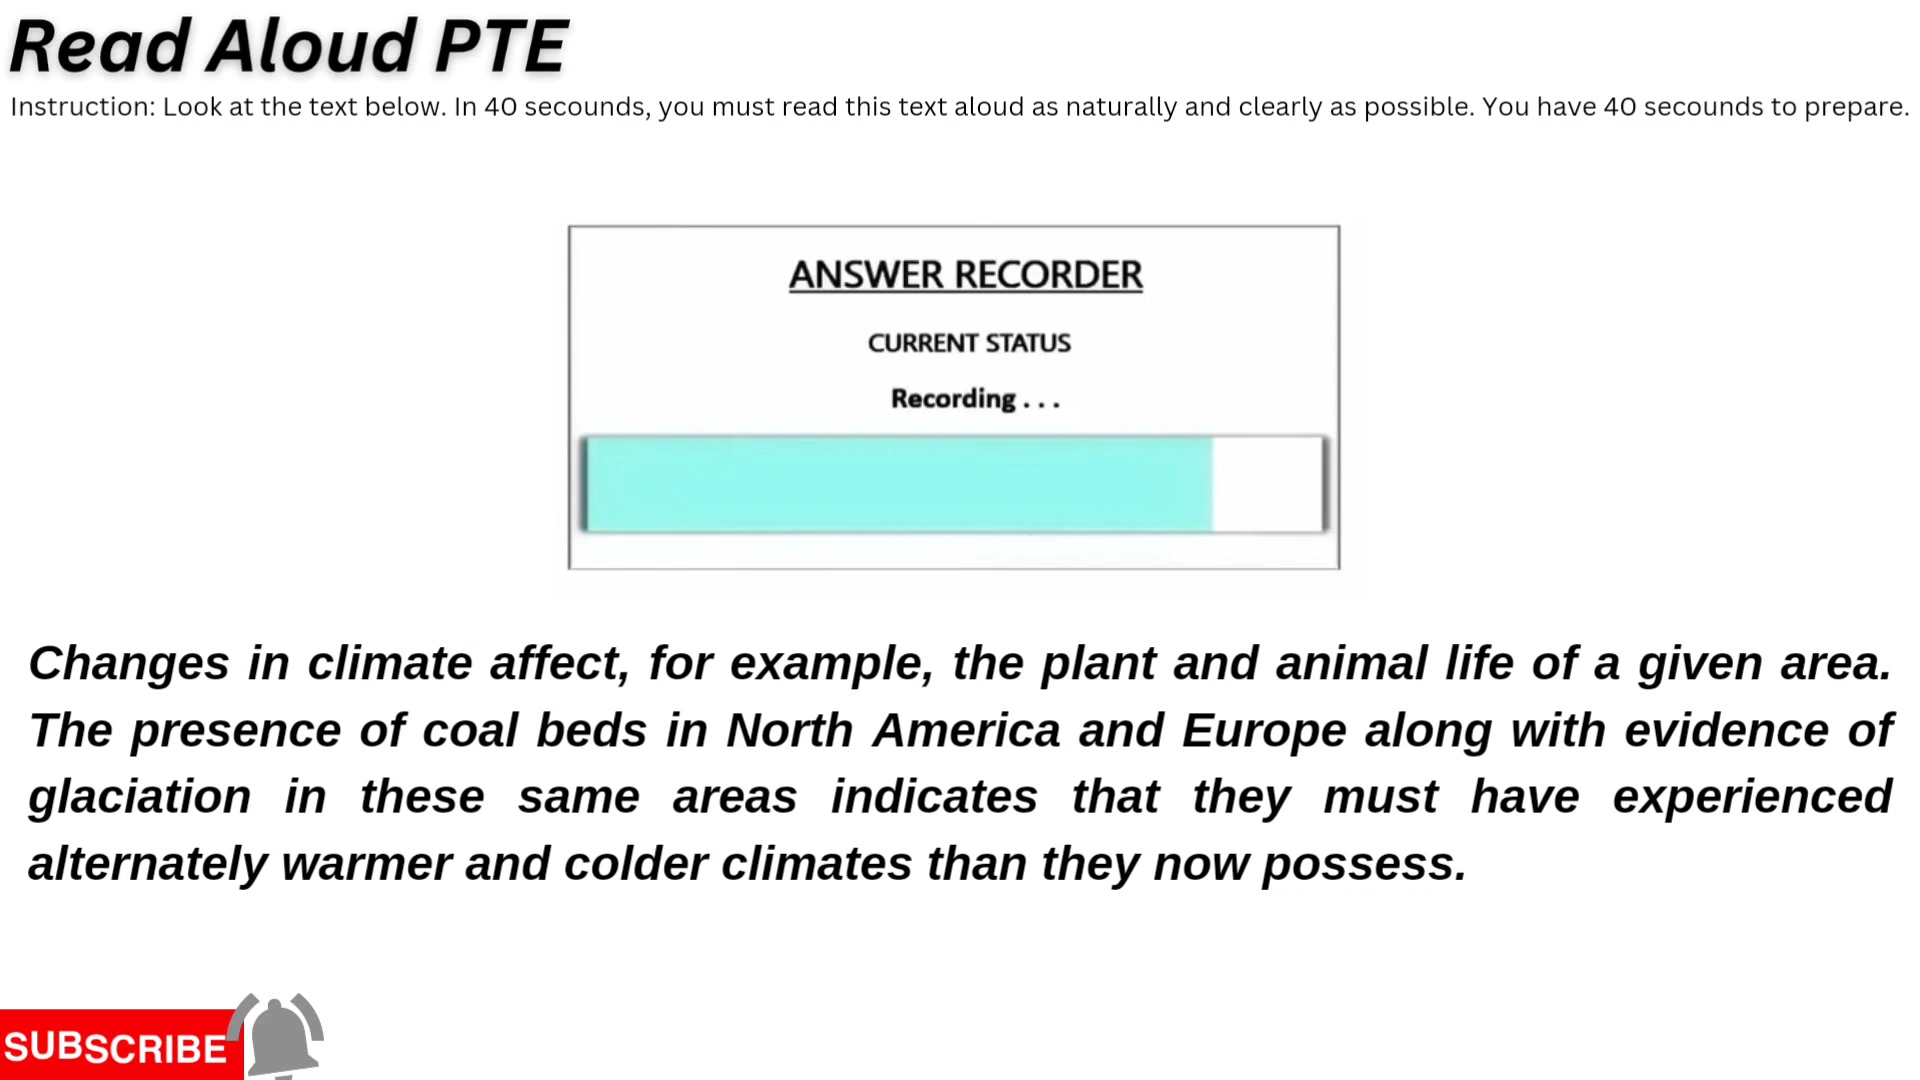 Read Aloud PTE
Instruction: Look at the text below. In 40 secounds, you must read this text aloud as naturally and clearly as possible. You have 40 secounds to prepare.
ANSWER RECORDER
CURRENT STATUS
Recording . . .
Changes in climate affect, for example, the plant and animal life of a given area.
The presence of coal beds in North America and Europe along with evidence of
glaciation in these same areas indicates that they must have experienced
alternately warmer and colder climates than they now possess.
SUBSCRIBE